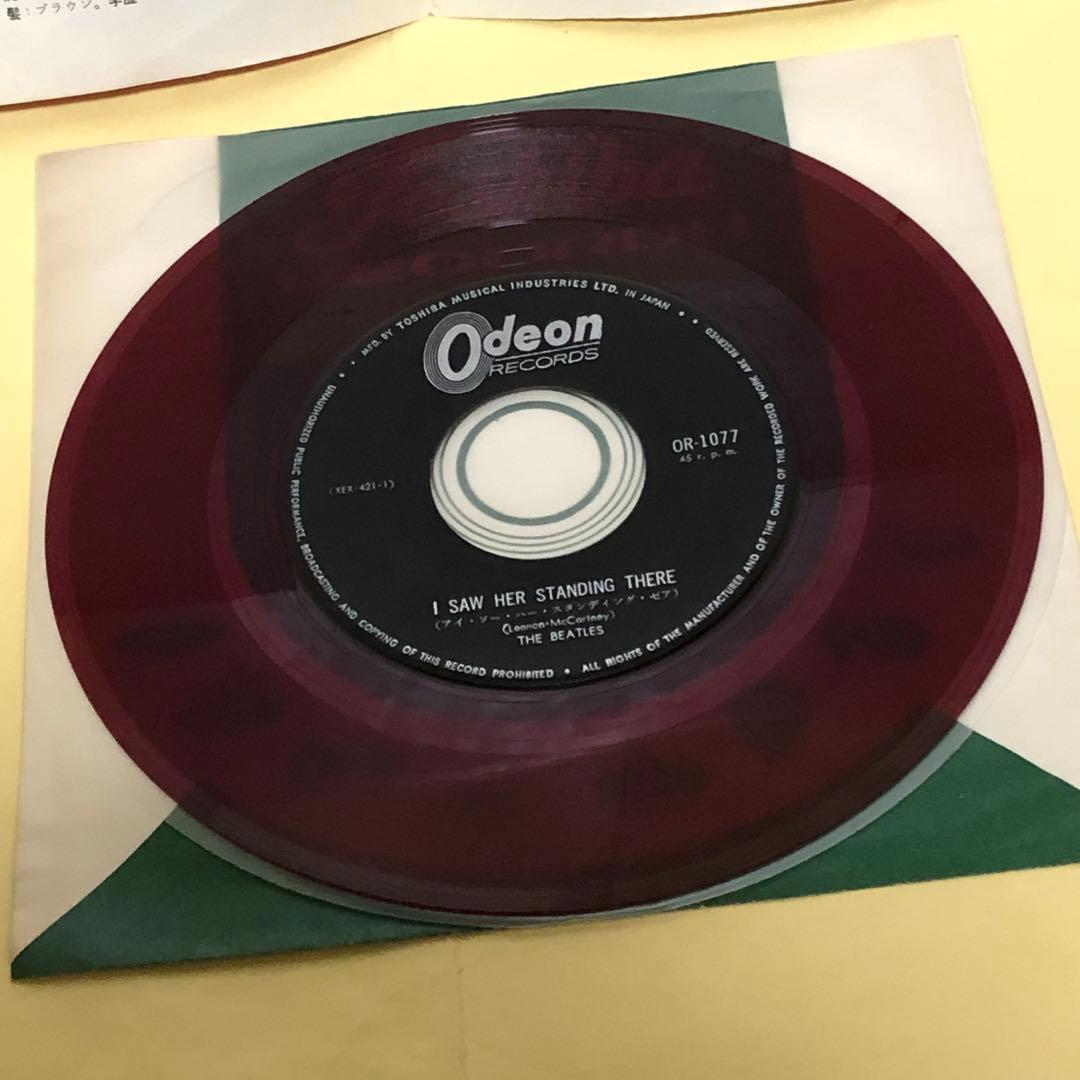 髪：ブラウン。学歴
MFD. BY TOSHIBA MUSICAL INDUSTRIES LTD. IN JAPAN
Odeon
RECORDS
OR-1077
45 r. p. m.
(XEX-421-1)
I SAW HER STANDING THERE
(アイ・ソー・ハー・スタンディング・ゼア)
(Lennon-McCartney)
THE BEATLES
UNAUTHORIZED PUBLIC PERFORMANCE, BROADCASTING AND COPYING OF THIS RECORD PROHIBITED • ALL RIGHTS OF THE MANUFACTURER AND OF THE OWNER OF THE RECORDED WORK ARE RESERVED